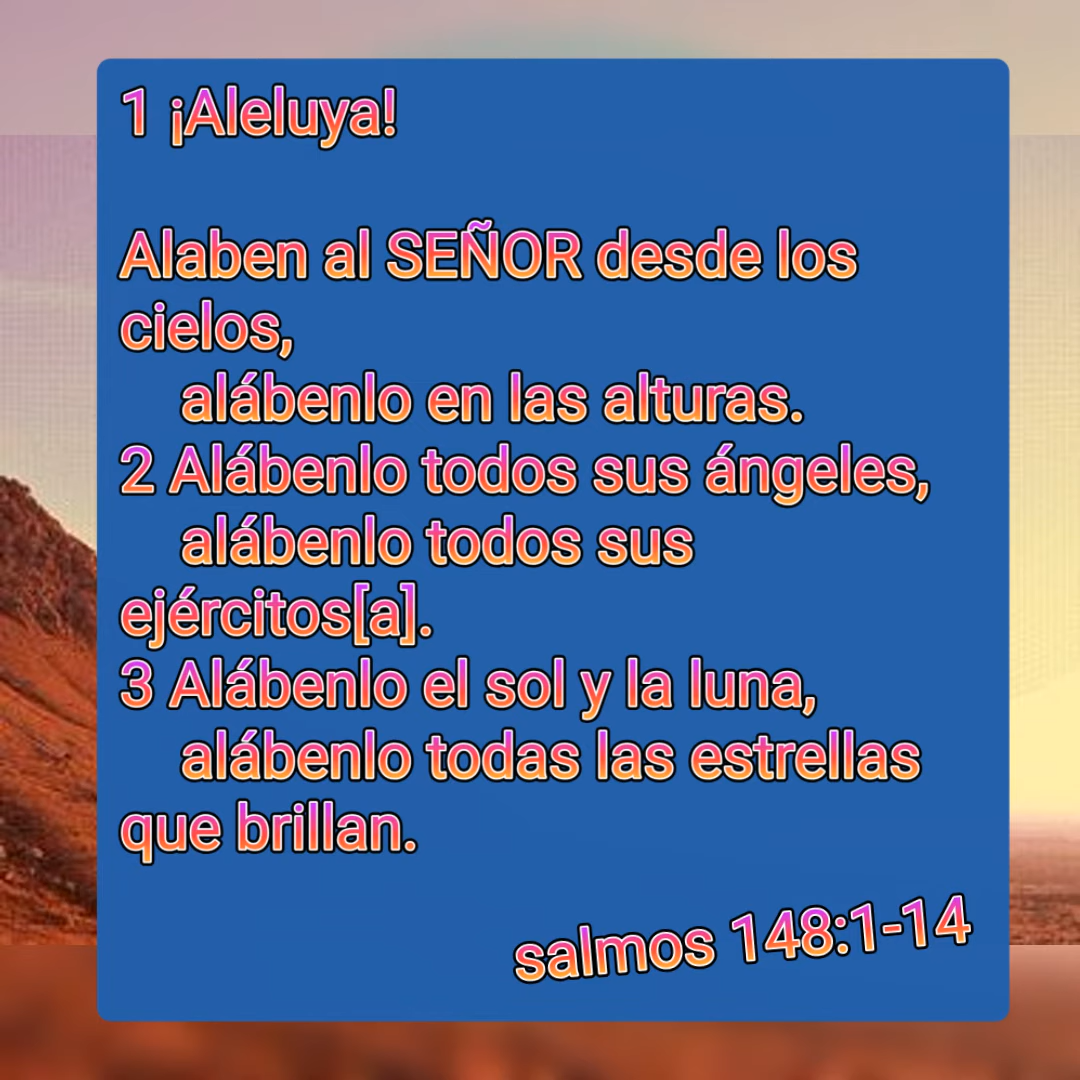 1 ¡Aleluya!
Alaben al SEÑOR desde los
cielos,
alábenlo en las alturas.
2 Alábenlo todos sus ángeles,
alábenlo todos sus
ejércitos[a].
3 Alábenlo el sol y la luna,
alábenlo todas las estrellas
que brillan.
salmos 148:1-14